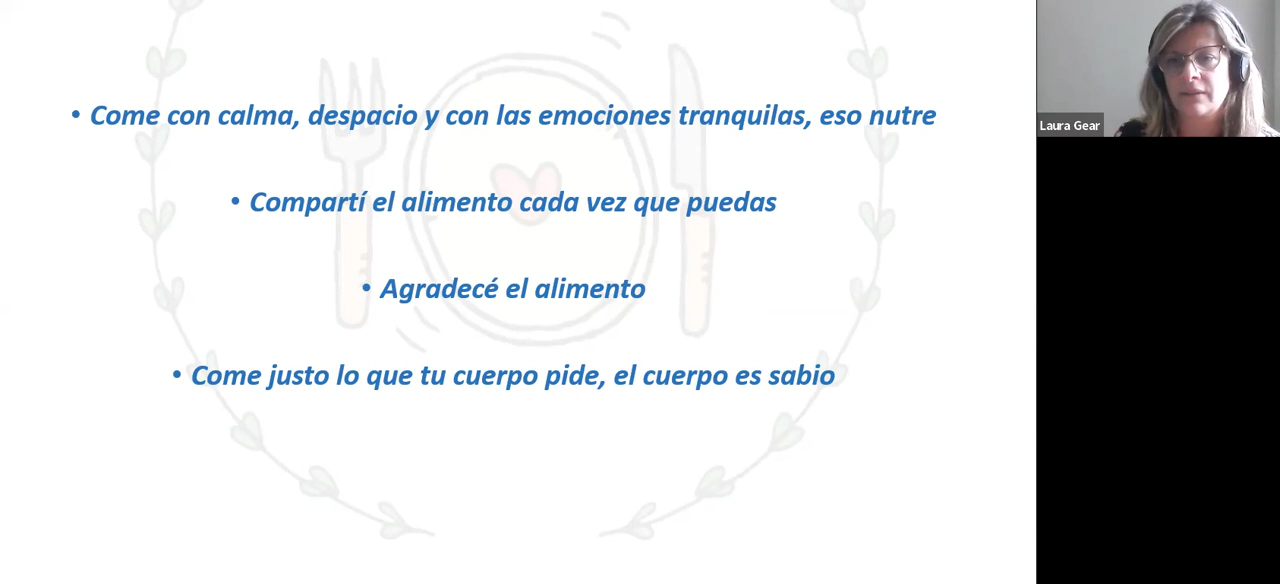 • Come con calma, despacio y con las emociones tranquilas, eso nutre
• Compartí el alimento cada vez que puedas
• Agradecé el alimento
• Come justo lo que tu cuerpo pide, el cuerpo es sabio
Laura Gear